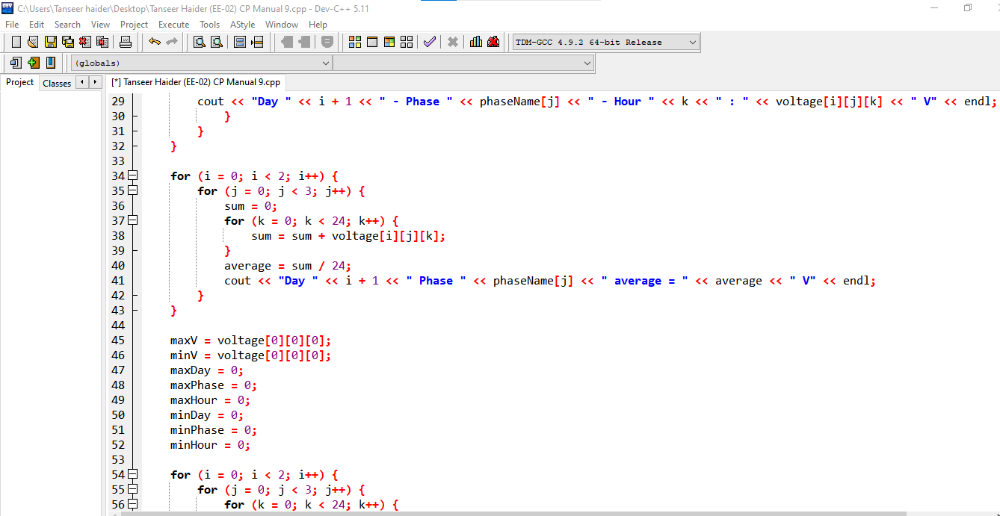 C:\Users\Tanseer haider\Desktop\Tanseer Haider (EE-02) CP Manual 9.cpp - Dev-C++ 5.11
File Edit Search View Project Execute Tools AStyle Window Help
TDM-GCC 4.9.2 64-bit Release
(globals)
Project Classes [*] Tanseer Haider (EE-02) CP Manual 9.cpp
29 cout << "Day " << i + 1 << " - Phase " << phaseName[j] << " - Hour " << k << " : " << voltage[i][j][k] << " V" << endl;
30 }
31 }
32 }
33
34 for (i = 0; i < 2; i++) {
35 for (j = 0; j < 3; j++) {
36 sum = 0;
37 for (k = 0; k < 24; k++) {
38 sum = sum + voltage[i][j][k];
39 }
40 average = sum / 24;
41 cout << "Day " << i + 1 << " Phase " << phaseName[j] << " average = " << average << " V" << endl;
42 }
43 }
44
45 maxV = voltage[0][0][0];
46 minV = voltage[0][0][0];
47 maxDay = 0;
48 maxPhase = 0;
49 maxHour = 0;
50 minDay = 0;
51 minPhase = 0;
52 minHour = 0;
53
54 for (i = 0; i < 2; i++) {
55 for (j = 0; j < 3; j++) {
56 for (k = 0; k < 24; k++) {